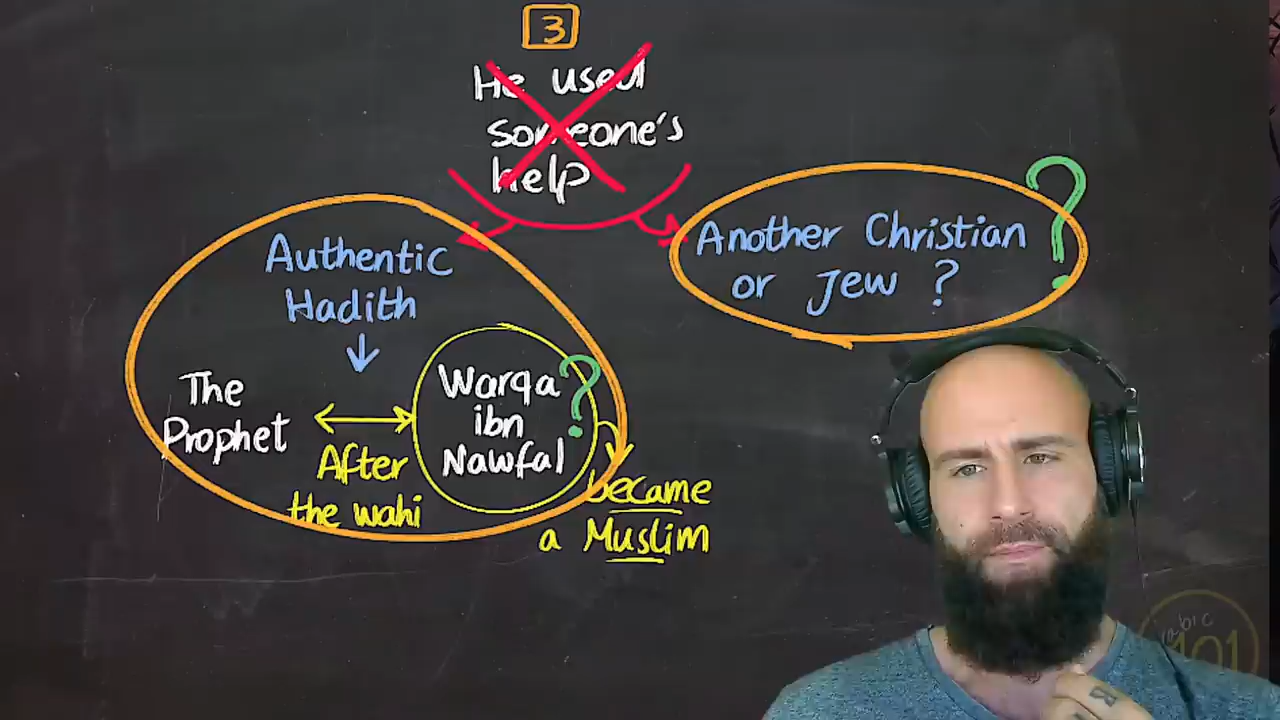 3
He used
someone's
help
Authentic
Hadith
The
Prophet
After
the wahi
Warqa
ibn
Nawfal
?
became
a Muslim
Another Christian
or Jew ?
?
101